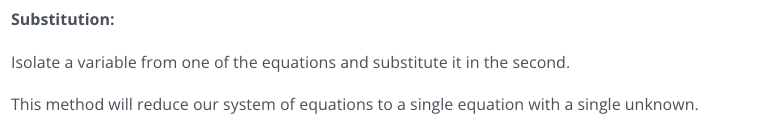 Substitution:
Isolate a variable from one of the equations and substitute it in the second.
This method will reduce our system of equations to a single equation with a single unknown.